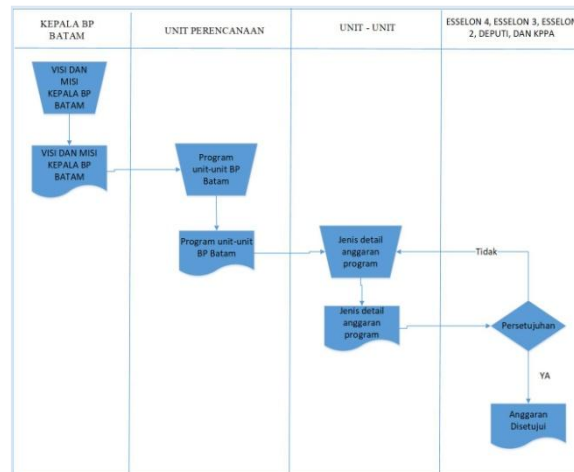 KEPALA BP
BATAM
UNIT PERENCANAAN
UNIT - UNIT
ESSELON 4, ESSELON 3, ESSELON
2, DEPUTI, DAN KPPA
VISI DAN
MISI
KEPALA BP
BATAM
VISI DAN MISI
KEPALA BP
BATAM
Program
unit-unit BP
Batam
Program unit-unit
BP Batam
Jenis detail
anggaran
program
Jenis detail
anggaran
program
Tidak
Persetujuhan
YA
Anggaran
Disetujui